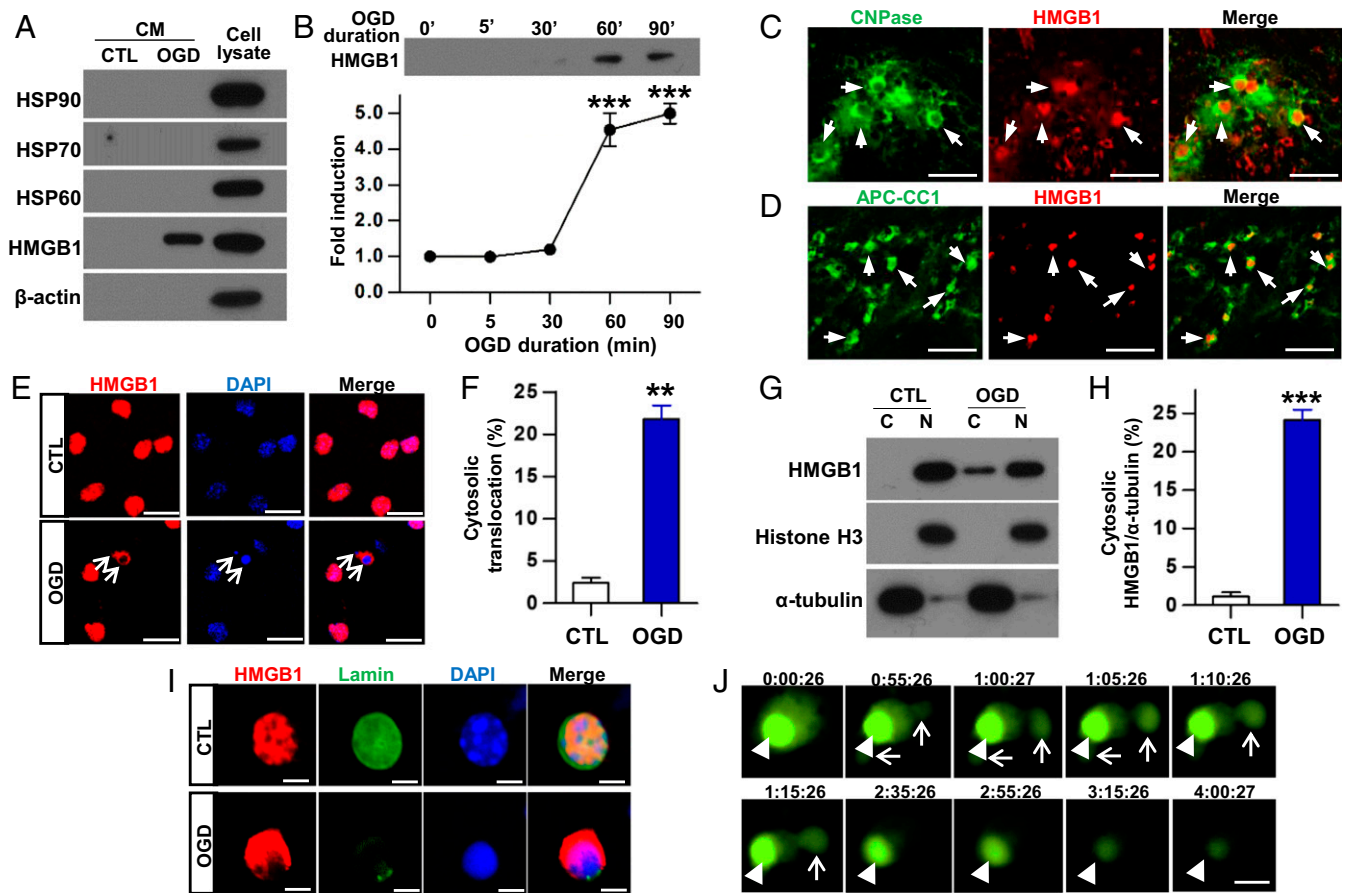 A
CM
Cell
lysate
CTL OGD
HSP90
HSP70
HSP60
HMGB1
β-actin
B
OGD
duration
0’ 5’ 30’ 60’ 90’
HMGB1
*** ***
5.0
4.0
3.0
2.0
1.0
0.0
Fold induction
0 5 30 60 90
OGD duration (min)
C
CNPase HMGB1 Merge
D
APC-CC1 HMGB1 Merge
E
HMGB1 DAPI Merge
CTL
OGD
F
**
25
20
15
10
5
0
Cytosolic
translocation (%)
CTL OGD
G
CTL OGD
C N C N
HMGB1
Histone H3
α-tubulin
H
***
25
20
15
10
5
0
Cytosolic
HMGB1/α-tubulin (%)
CTL OGD
I
HMGB1 Lamin DAPI Merge
CTL
OGD
J
0:00:26 0:55:26 1:00:27 1:05:26 1:10:26
1:15:26 2:35:26 2:55:26 3:15:26 4:00:27